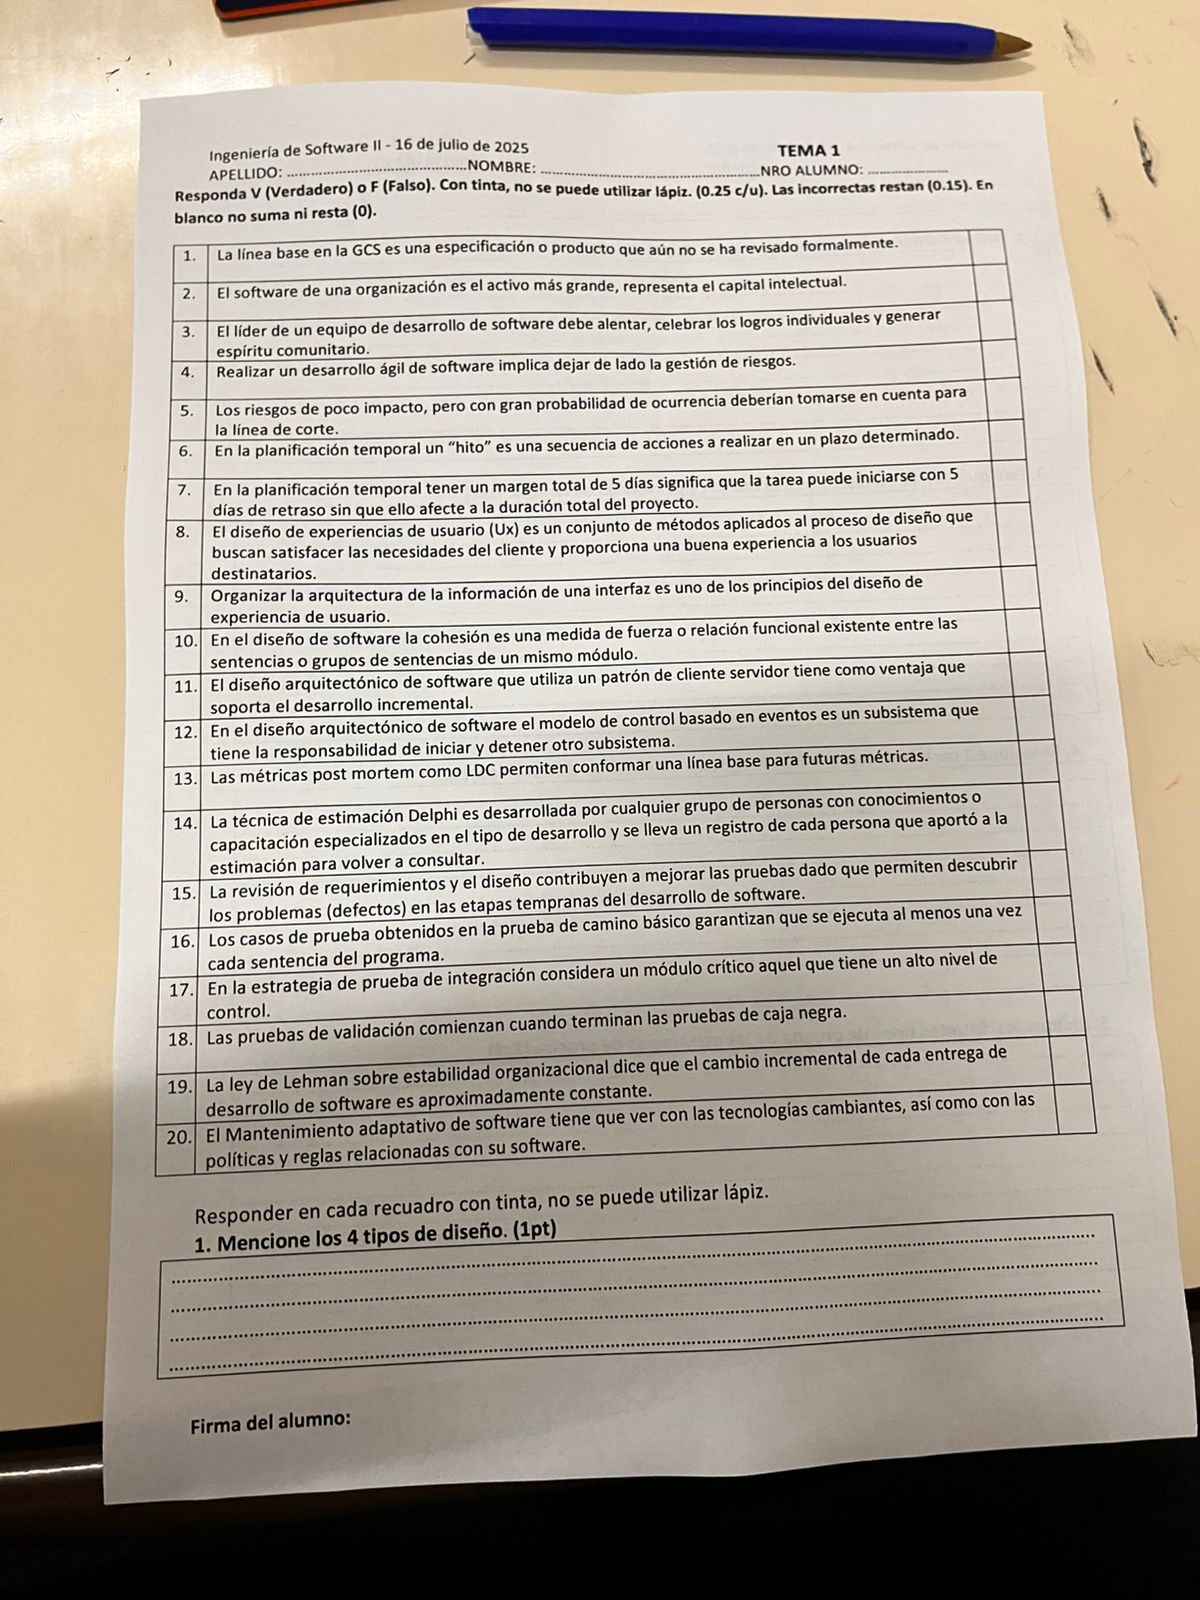 Ingeniería de Software II - 16 de julio de 2025
TEMA 1
APELLIDO: ..........................................NOMBRE: ....................................................NRO ALUMNO: ....................
Responda V (Verdadero) o F (Falso). Con tinta, no se puede utilizar lápiz. (0.25 c/u). Las incorrectas restan (0.15). En
blanco no suma ni resta (0).
1. La línea base en la GCS es una especificación o producto que aún no se ha revisado formalmente.
2. El software de una organización es el activo más grande, representa el capital intelectual.
3. El líder de un equipo de desarrollo de software debe alentar, celebrar los logros individuales y generar
espíritu comunitario.
4. Realizar un desarrollo ágil de software implica dejar de lado la gestión de riesgos.
5. Los riesgos de poco impacto, pero con gran probabilidad de ocurrencia deberían tomarse en cuenta para
la línea de corte.
6. En la planificación temporal un “hito” es una secuencia de acciones a realizar en un plazo determinado.
7. En la planificación temporal tener un margen total de 5 días significa que la tarea puede iniciarse con 5
días de retraso sin que ello afecte a la duración total del proyecto.
8. El diseño de experiencias de usuario (Ux) es un conjunto de métodos aplicados al proceso de diseño que
buscan satisfacer las necesidades del cliente y proporciona una buena experiencia a los usuarios
destinatarios.
9. Organizar la arquitectura de la información de una interfaz es uno de los principios del diseño de
experiencia de usuario.
10. En el diseño de software la cohesión es una medida de fuerza o relación funcional existente entre las
sentencias o grupos de sentencias de un mismo módulo.
11. El diseño arquitectónico de software que utiliza un patrón de cliente servidor tiene como ventaja que
soporta el desarrollo incremental.
12. En el diseño arquitectónico de software el modelo de control basado en eventos es un subsistema que
tiene la responsabilidad de iniciar y detener otro subsistema.
13. Las métricas post mortem como LDC permiten conformar una línea base para futuras métricas.
14. La técnica de estimación Delphi es desarrollada por cualquier grupo de personas con conocimientos o
capacitación especializados en el tipo de desarrollo y se lleva un registro de cada persona que aportó a la
estimación para volver a consultar.
15. La revisión de requerimientos y el diseño contribuyen a mejorar las pruebas dado que permiten descubrir
los problemas (defectos) en las etapas tempranas del desarrollo de software.
16. Los casos de prueba obtenidos en la prueba de camino básico garantizan que se ejecuta al menos una vez
cada sentencia del programa.
17. En la estrategia de prueba de integración considera un módulo crítico aquel que tiene un alto nivel de
control.
18. Las pruebas de validación comienzan cuando terminan las pruebas de caja negra.
19. La ley de Lehman sobre estabilidad organizacional dice que el cambio incremental de cada entrega de
desarrollo de software es aproximadamente constante.
20. El Mantenimiento adaptativo de software tiene que ver con las tecnologías cambiantes, así como con las
políticas y reglas relacionadas con su software.
Responder en cada recuadro con tinta, no se puede utilizar lápiz.
1. Mencione los 4 tipos de diseño. (1pt)
Firma del alumno: